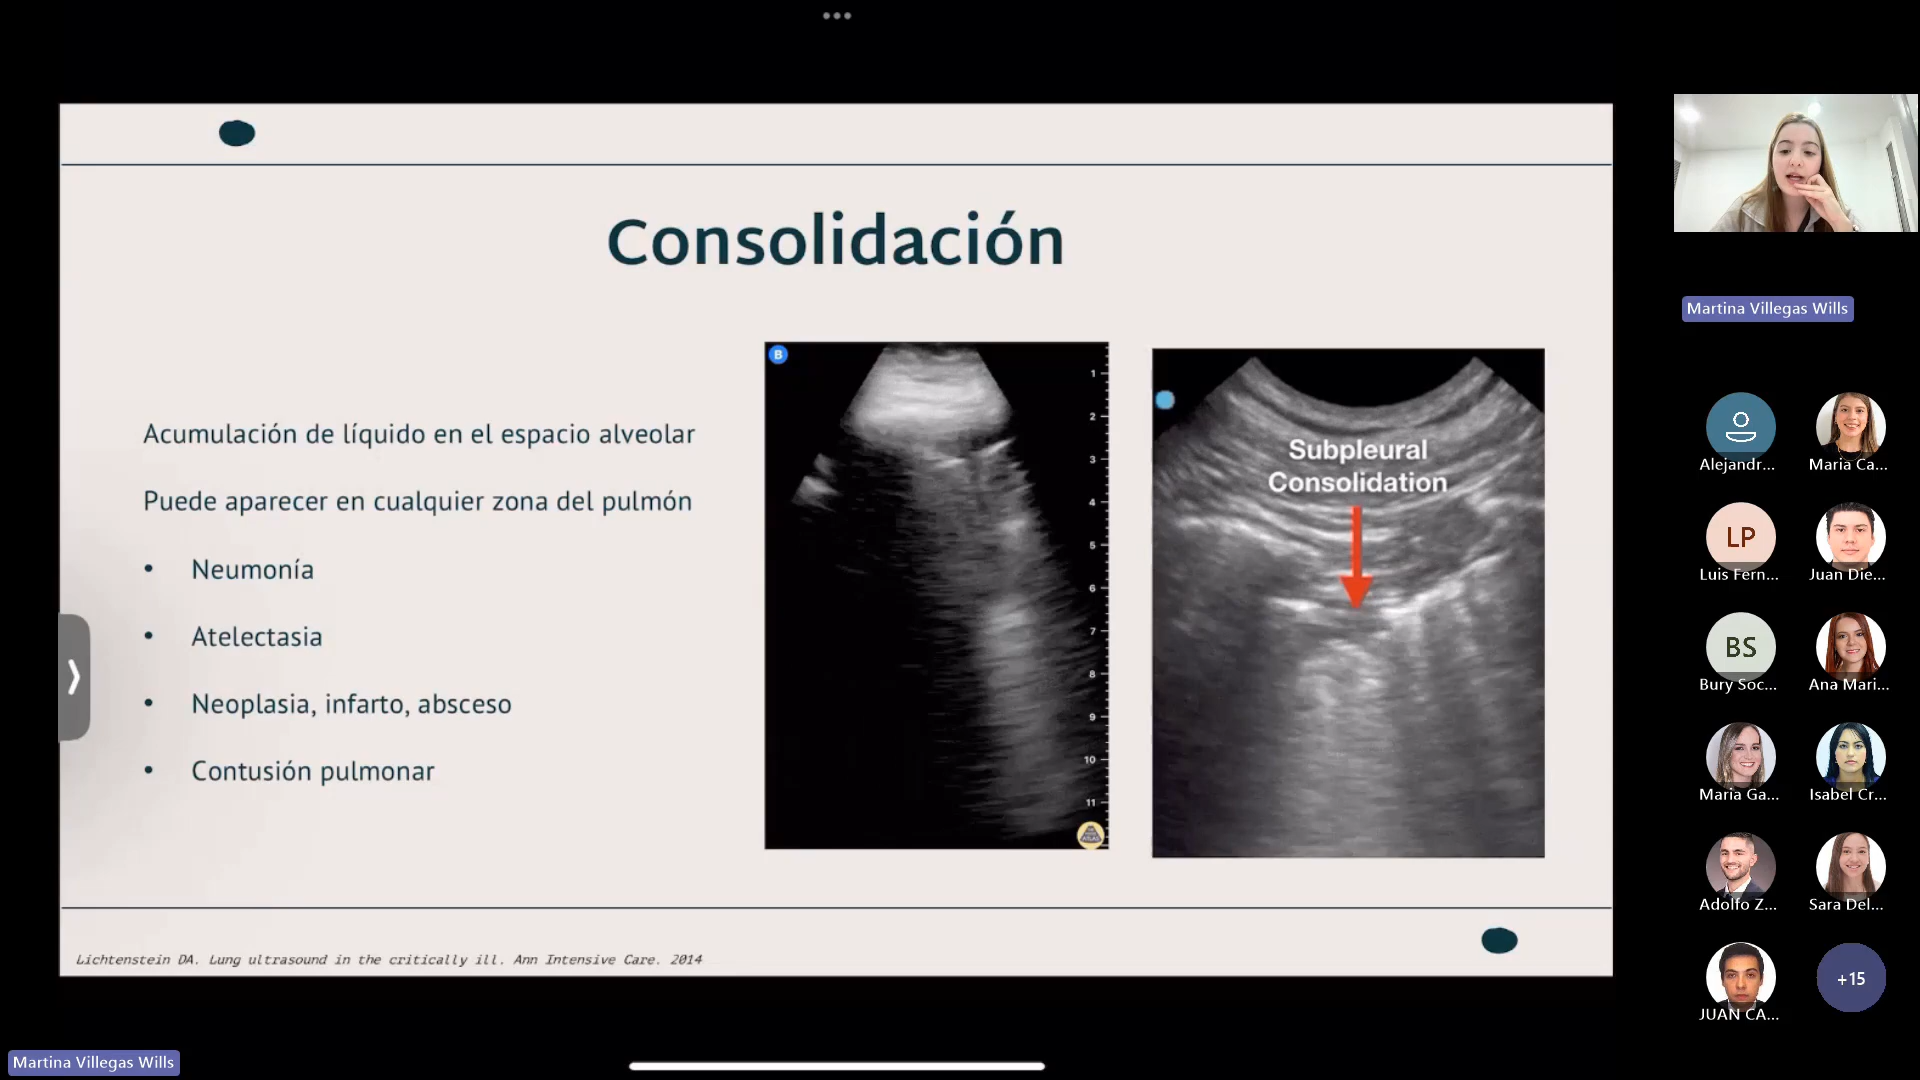 Consolidación
Acumulación de líquido en el espacio alveolar
Puede aparecer en cualquier zona del pulmón
• Neumonía
• Atelectasia
• Neoplasia, infarto, absceso
• Contusión pulmonar
B
1
2
3
4
5
6
7
8
9
10
11
Subpleural
Consolidation
Lichtenstein DA. Lung ultrasound in the critically ill. Ann Intensive Care. 2014
Martina Villegas Wills
Alejandr...
Maria Ca...
LP
Luis Fern...
Juan Die...
BS
Bury Soc...
Ana Mari...
Maria Ga...
Isabel Cr...
Adolfo Z...
Sara Del...
JUAN CA...
+15
Martina Villegas Wills